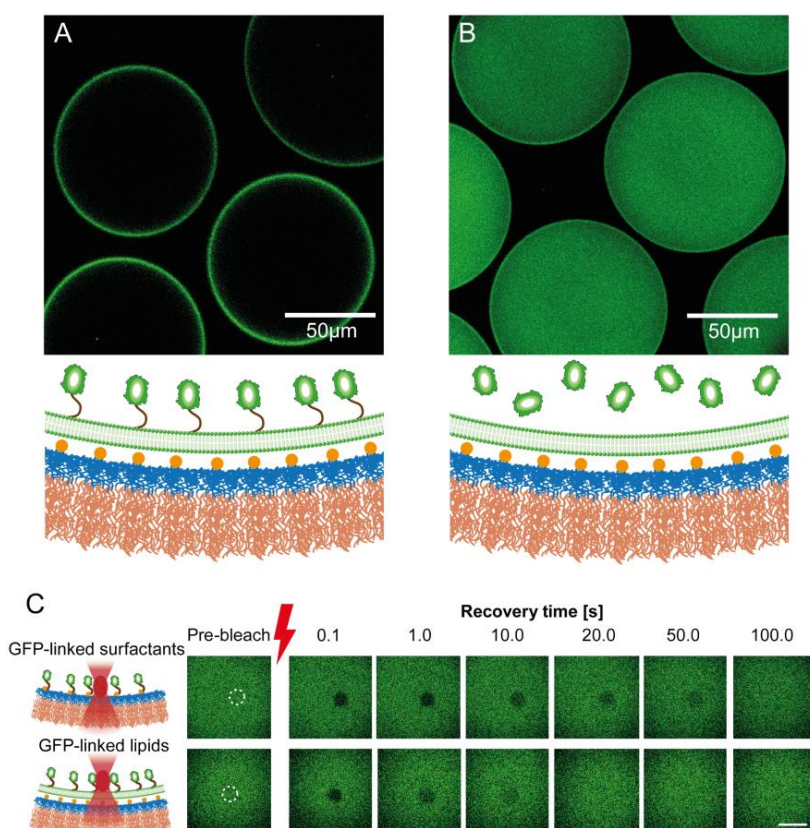 A
B
50µm
50µm
C
Recovery time [s]
Pre-bleach
0.1
1.0
10.0
20.0
50.0
100.0
GFP-linked surfactants
GFP-linked lipids